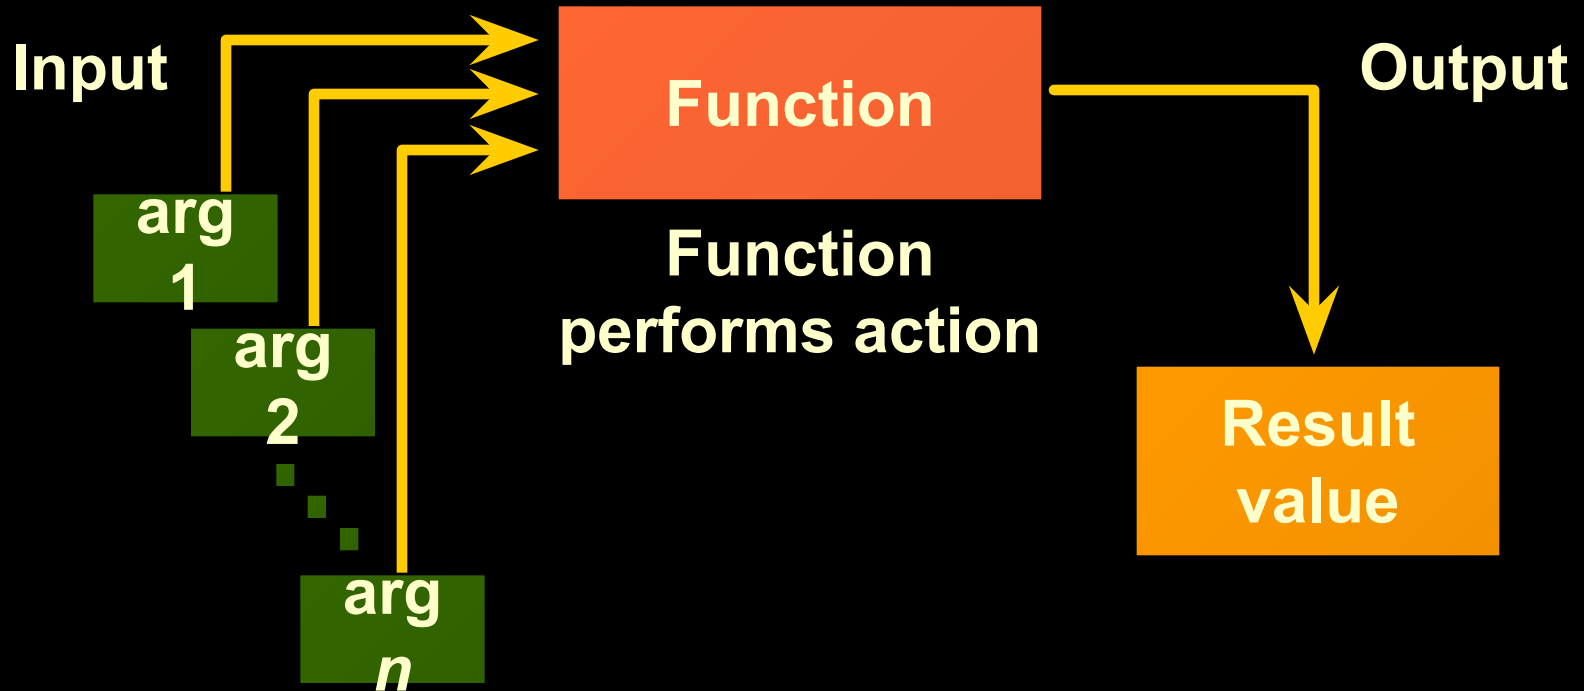 Input
arg
1
arg
2
arg
n
Function
Function
performs action
Output
Result
value